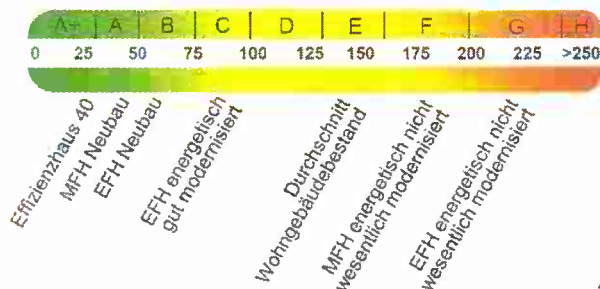 A+ A B C D E F G H
0 25 50 75 100 125 150 175 200 225 >250
Effizienzhaus 40
MFH Neubau
EFH Neubau
EFH energetisch
gut modernisiert
Durchschnitt
Wohngebäudebestand
MFH energetisch nicht
wesentlich modernisiert
EFH energetisch nicht
wesentlich modernisiert